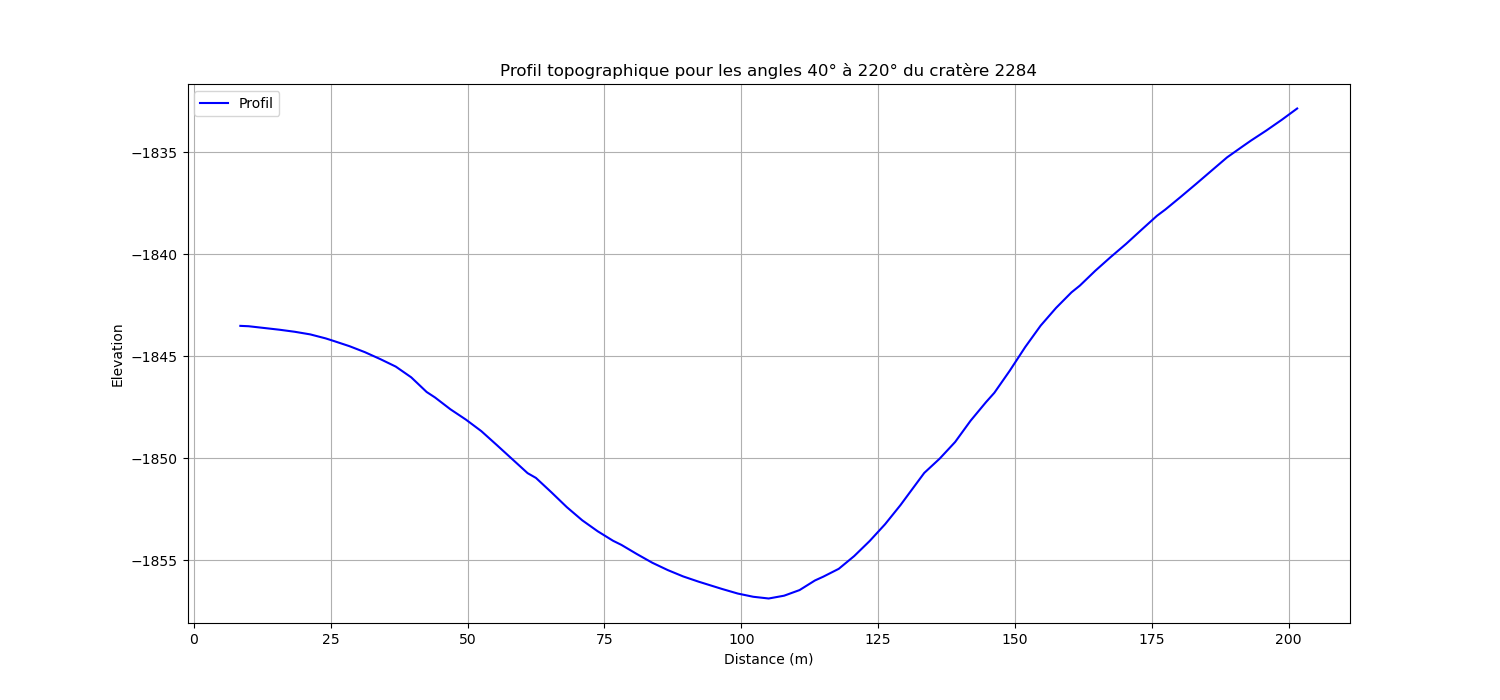 Profil topographique pour les angles 40° à 220° du cratère 2284
Profil
−1835
−1840
−1845
−1850
−1855
Elevation
0 25 50 75 100 125 150 175 200
Distance (m)